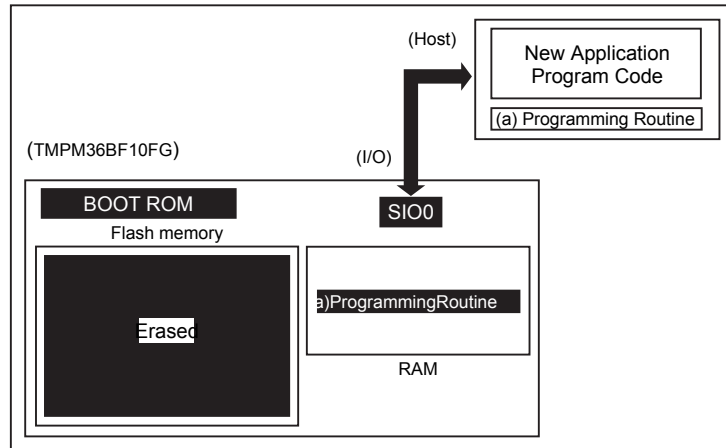 (Host)
New Application
Program Code
(a) Programming Routine
(TMPM36BF10FG)
(I/O)
BOOT ROM
SIO0
Flash memory
a)ProgrammingRoutine
Erased
RAM